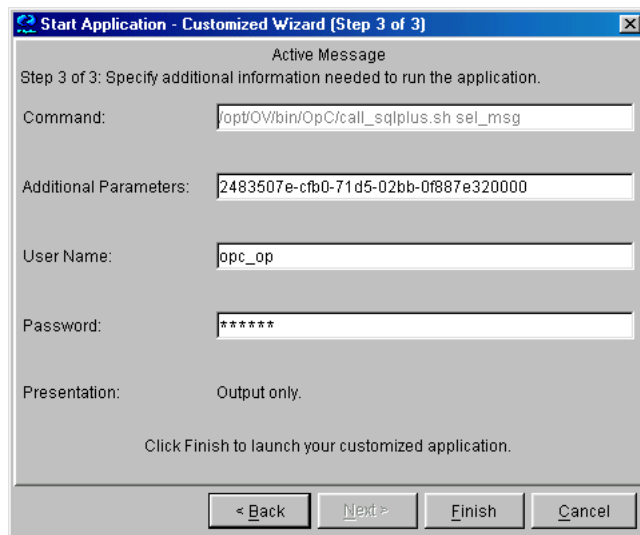 Start Application - Customized Wizard (Step 3 of 3)
Active Message
Step 3 of 3: Specify additional information needed to run the application.
Command: /opt/OV/bin/OpC/call_sqlplus.sh sel_msg
Additional Parameters: 2483507e-cfb0-71d5-02bb-0f887e320000
User Name: opc_op
Password: ******
Presentation: Output only.
Click Finish to launch your customized application.
< Back Next > Finish Cancel